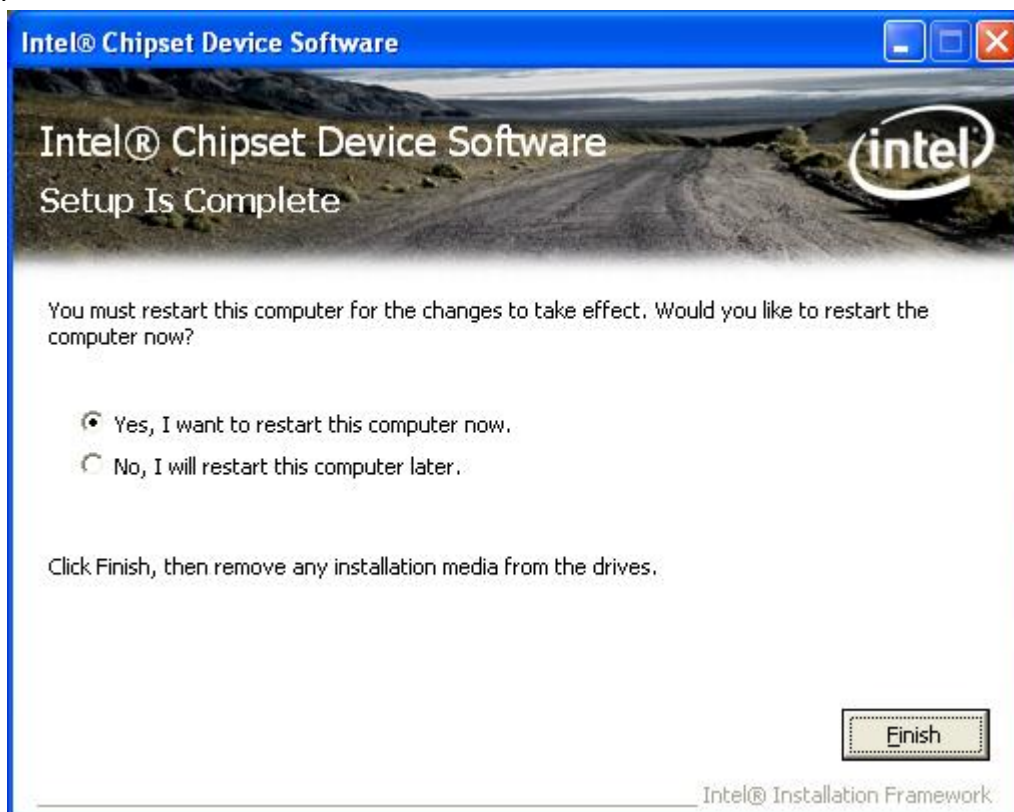 Intel® Chipset Device Software
Intel® Chipset Device Software
intel
Setup Is Complete
You must restart this computer for the changes to take effect. Would you like to restart the
computer now?
Yes, I want to restart this computer now.
No, I will restart this computer later.
Click Finish, then remove any installation media from the drives.
Finish
Intel® Installation Framework